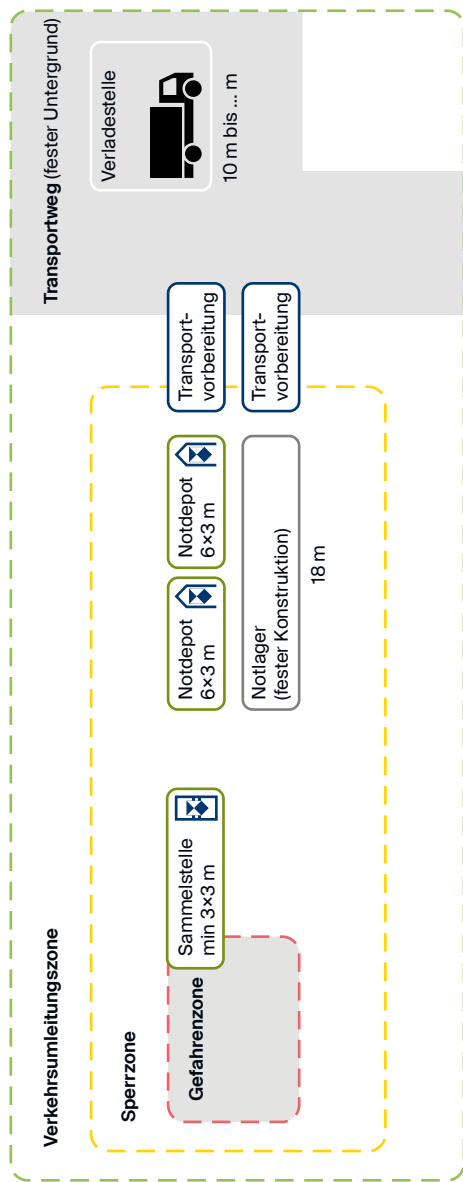 Verkehrsumleitungszone
Transportweg (fester Untergrund)
Sperrzone
Verladestelle
10 m bis ... m
Gefahrenzone
Sammelstelle
min 3×3 m
Notdepot
6×3 m
Notdepot
6×3 m
Transport-
vorbereitung
Notlager
(fester Konstruktion)
Transport-
vorbereitung
18 m